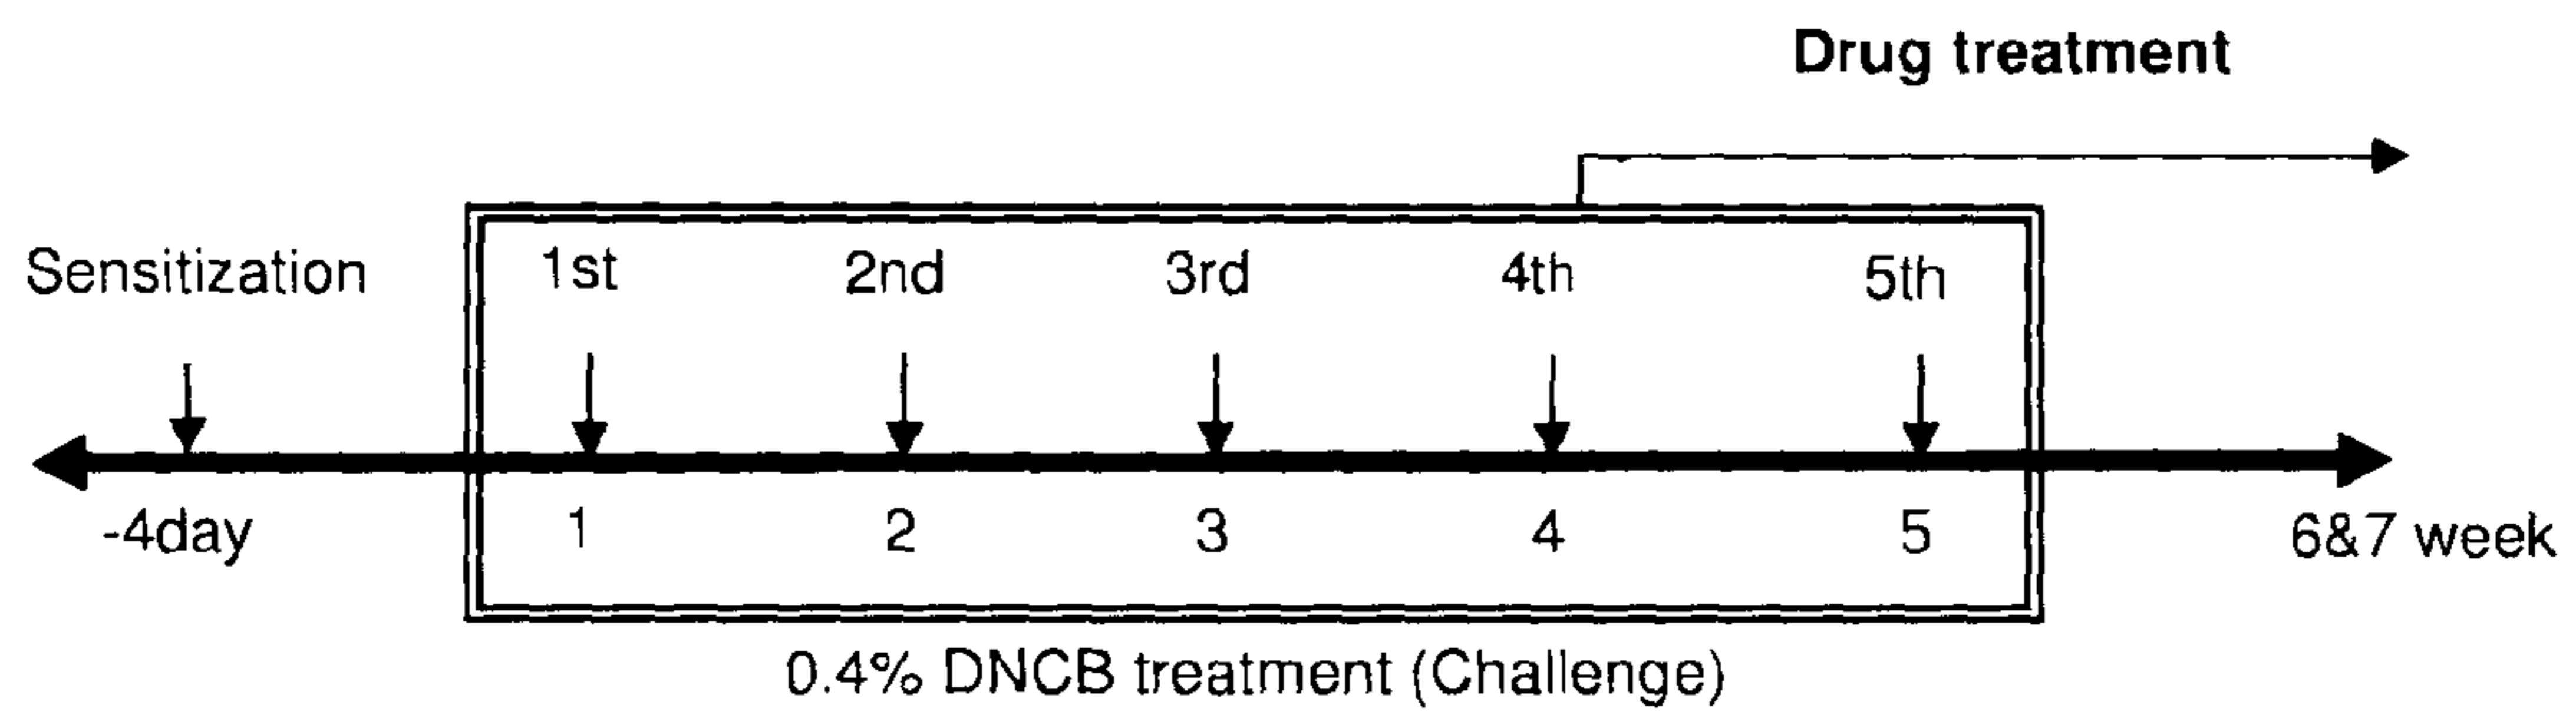 Drug treatment
Sensitization 1st 2nd 3rd 4th 5th
-4day 1 2 3 4 5 6&7 week
0.4% DNCB treatment (Challenge)